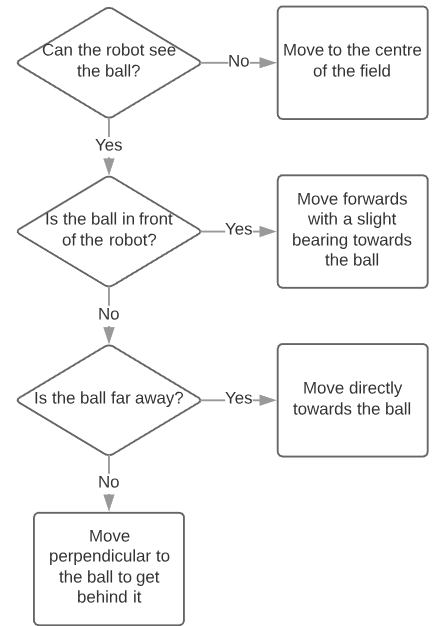 Can the robot see
the ball?
No
Move to the centre
of the field
Yes
Is the ball in front
of the robot?
Yes
Move forwards
with a slight
bearing towards
the ball
No
Is the ball far away?
Yes
Move directly
towards the ball
No
Move
perpendicular to
the ball to get
behind it